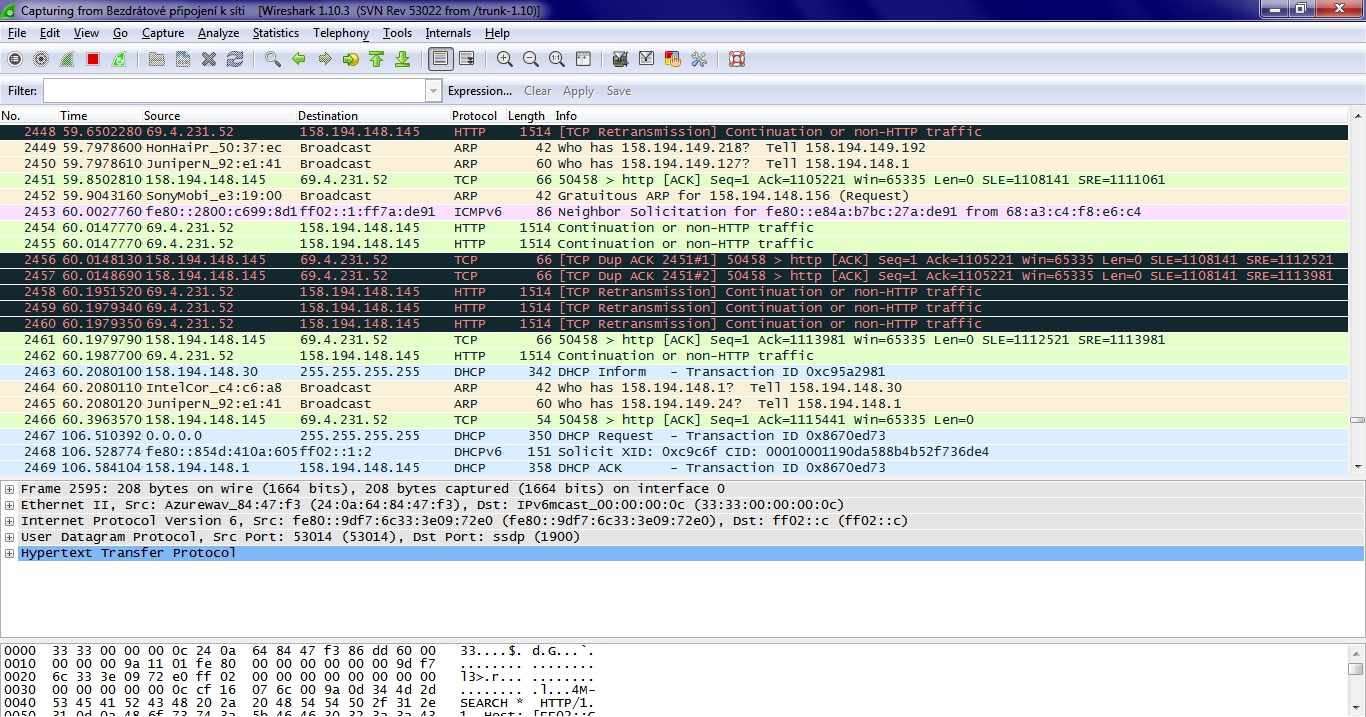 Capturing from Bezdrátové připojení k síti [Wireshark 1.10.3 (SVN Rev 53022 from /trunk-1.10)]
File Edit View Go Capture Analyze Statistics Telephony Tools Internals Help
Filter: Expression... Clear Apply Save
No. Time Source Destination Protocol Length Info
2448 59.6502280 69.4.231.52 158.194.148.145 HTTP 1514 [TCP Retransmission] Continuation or non-HTTP traffic
2449 59.7978600 HonHaiPr_50:37:ec Broadcast ARP 42 Who has 158.194.149.218? Tell 158.194.149.192
2450 59.7978610 JuniperN_92:e1:41 Broadcast ARP 60 Who has 158.194.149.127? Tell 158.194.148.1
2451 59.8502810 158.194.148.145 69.4.231.52 TCP 66 50458 > http [ACK] Seq=1 Ack=1105221 Win=65335 Len=0 SLE=1108141 SRE=1111061
2452 59.9043160 SonyMobi_e3:19:00 Broadcast ARP 42 Gratuitous ARP for 158.194.148.156 (Request)
2453 60.0027760 fe80::2800:c699:8d1 ff02::1:ff7a:de91 ICMPv6 86 Neighbor Solicitation for fe80::e84a:b7bc:27a:de91 from 68:a3:c4:f8:e6:c4
2454 60.0147770 69.4.231.52 158.194.148.145 HTTP 1514 Continuation or non-HTTP traffic
2455 60.0147770 69.4.231.52 158.194.148.145 HTTP 1514 Continuation or non-HTTP traffic
2456 60.0148130 158.194.148.145 69.4.231.52 TCP 66 [TCP Dup ACK 2451#1] 50458 > http [ACK] Seq=1 Ack=1105221 Win=65335 Len=0 SLE=1108141 SRE=1112521
2457 60.0148690 158.194.148.145 69.4.231.52 TCP 66 [TCP Dup ACK 2451#2] 50458 > http [ACK] Seq=1 Ack=1105221 Win=65335 Len=0 SLE=1108141 SRE=1113981
2458 60.1951520 69.4.231.52 158.194.148.145 HTTP 1514 [TCP Retransmission] Continuation or non-HTTP traffic
2459 60.1979340 69.4.231.52 158.194.148.145 HTTP 1514 [TCP Retransmission] Continuation or non-HTTP traffic
2460 60.1979350 69.4.231.52 158.194.148.145 HTTP 1514 [TCP Retransmission] Continuation or non-HTTP traffic
2461 60.1979790 158.194.148.145 69.4.231.52 TCP 66 50458 > http [ACK] Seq=1 Ack=1113981 Win=65335 Len=0 SLE=1112521 SRE=1113981
2462 60.1987700 69.4.231.52 158.194.148.145 HTTP 1514 Continuation or non-HTTP traffic
2463 60.2080100 158.194.148.30 255.255.255.255 DHCP 342 DHCP Inform - Transaction ID 0xc95a2981
2464 60.2080110 IntelCor_c4:c6:a8 Broadcast ARP 42 Who has 158.194.148.1? Tell 158.194.148.30
2465 60.2080120 JuniperN_92:e1:41 Broadcast ARP 60 Who has 158.194.149.24? Tell 158.194.148.1
2466 60.3963570 158.194.148.145 69.4.231.52 TCP 54 50458 > http [ACK] Seq=1 Ack=1115441 Win=65335 Len=0
2467 106.510392 0.0.0.0 255.255.255.255 DHCP 350 DHCP Request - Transaction ID 0x8670ed73
2468 106.528774 fe80::854d:410a:605 ff02::1:2 DHCPv6 151 Solicit XID: 0xc9c6f CID: 00010001190da588b4b52f736de4
2469 106.584104 158.194.148.1 158.194.148.145 DHCP 358 DHCP ACK - Transaction ID 0x8670ed73
Frame 2595: 208 bytes on wire (1664 bits), 208 bytes captured (1664 bits) on interface 0
Ethernet II, Src: Azurewav_84:47:f3 (24:0a:64:84:47:f3), Dst: IPv6mcast_00:00:00:0c (33:33:00:00:00:0c)
Internet Protocol Version 6, Src: fe80::9df7:6c33:3e09:72e0 (fe80::9df7:6c33:3e09:72e0), Dst: ff02::c (ff02::c)
User Datagram Protocol, Src Port: 53014 (53014), Dst Port: ssdp (1900)
Hypertext Transfer Protocol
0000 33 33 00 00 00 0c 24 0a 64 84 47 f3 86 dd 60 00 33....$. d.G...`.
0010 00 00 00 9a 11 01 fe 80 00 00 00 00 00 00 9d f7 ........ ........
0020 6c 33 3e 09 72 e0 ff 02 00 00 00 00 00 00 00 00 l3>.r... ........
0030 00 00 00 00 00 0c cf 16 07 6c 00 9a 0d 34 4d 2d ........ .l...4M-
0040 53 45 41 52 43 48 20 2a 20 48 54 54 50 2f 31 2e SEARCH * HTTP/1.
0050 31 0d 0a 48 6f 73 74 3a 5b 46 46 30 32 3a 3a 43 1..Host: [FF02::C